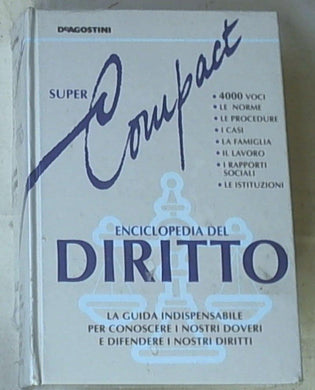 DeAGOSTINI
SUPER
Compact
• 4000 VOCI
• LE NORME
• LE PROCEDURE
• I CASI
• LA FAMIGLIA
• IL LAVORO
• I RAPPORTI
SOCIALI
• LE ISTITUZIONI
ENCICLOPEDIA DEL
DIRITTO
LA GUIDA INDISPENSABILE
PER CONOSCERE I NOSTRI DOVERI
E DIFENDERE I NOSTRI DIRITTI